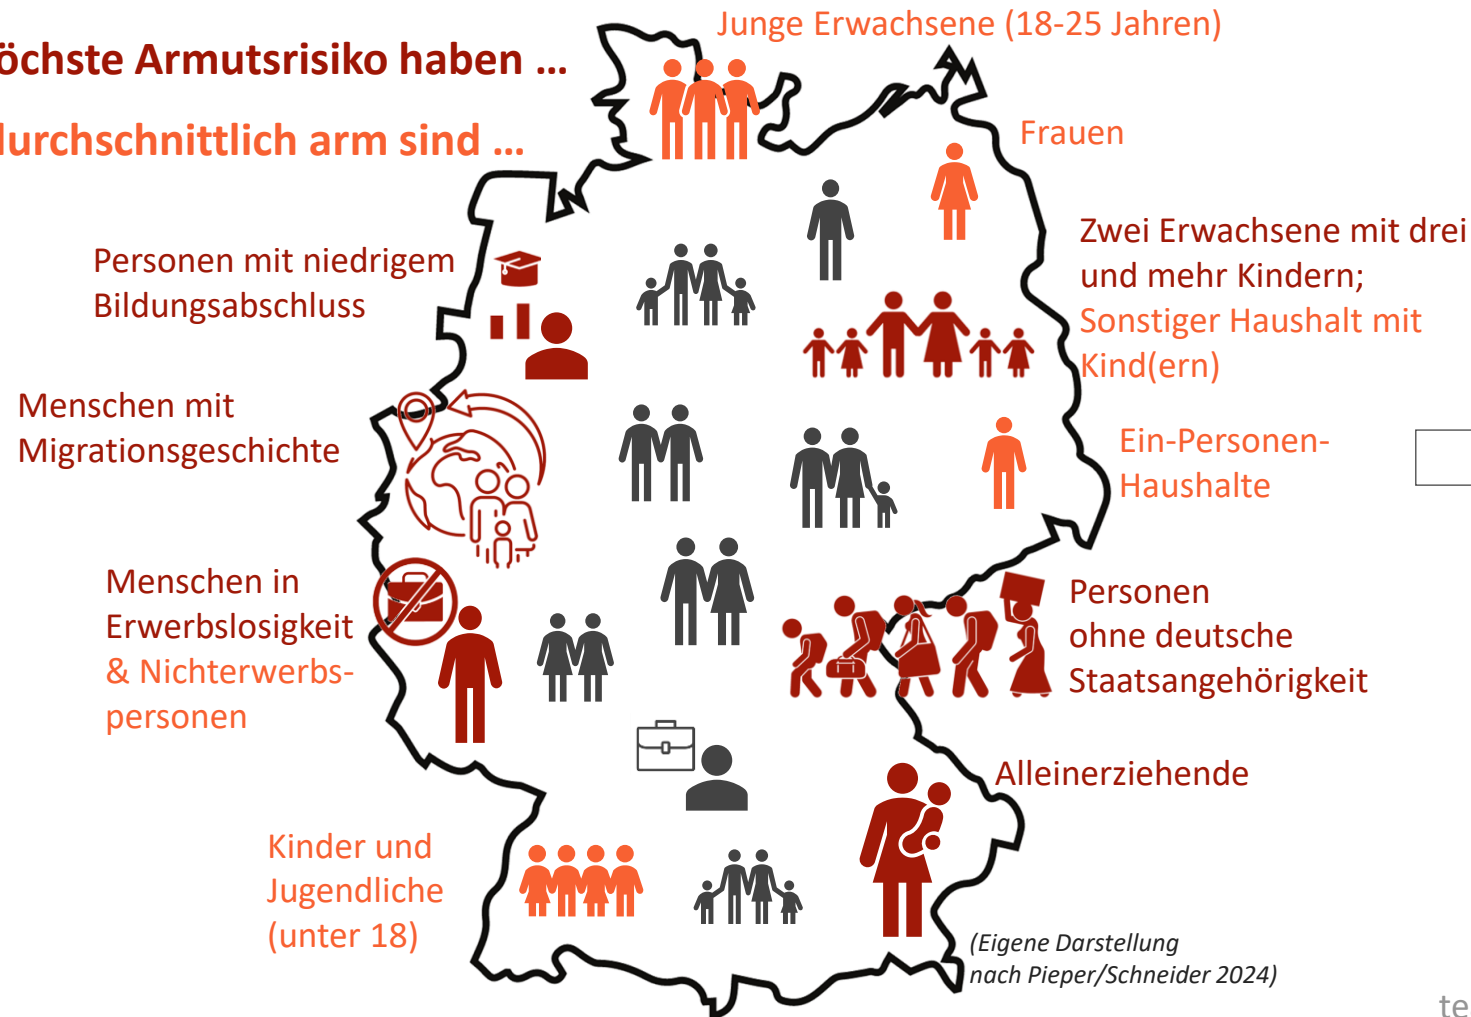 Junge Erwachsene (18-25 Jahren)
öchste Armutsrisiko haben …
durchschnittlich arm sind …
Frauen
Personen mit niedrigem
Bildungsabschluss
Zwei Erwachsene mit drei
und mehr Kindern;
Sonstiger Haushalt mit
Kind(ern)
Menschen mit
Migrationsgeschichte
Ein-Personen-
Haushalte
Menschen in
Erwerbslosigkeit
& Nichterwerbs-
personen
Personen
ohne deutsche
Staatsangehörigkeit
Alleinerziehende
Kinder und
Jugendliche
(unter 18)
(Eigene Darstellung
nach Pieper/Schneider 2024)
te